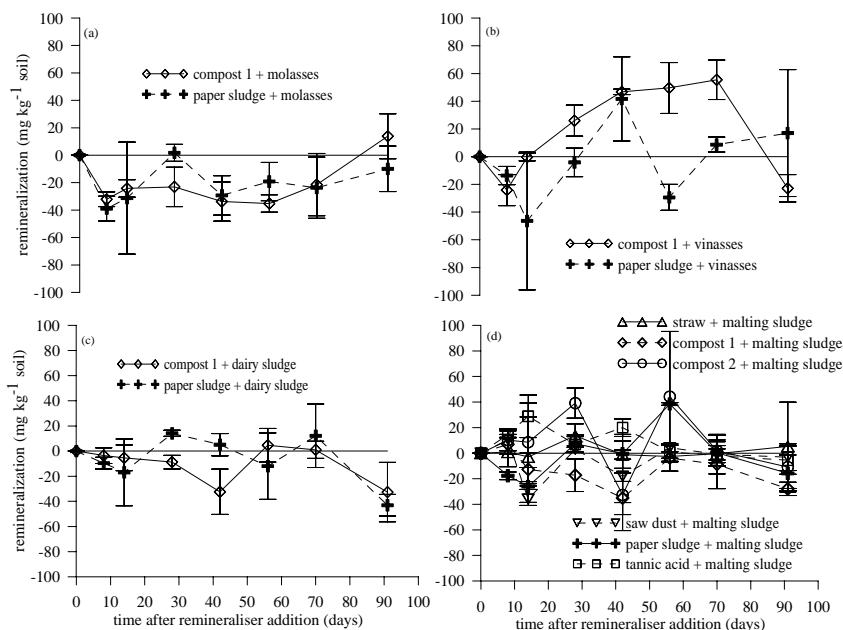 100
80
60
40
20
0
-20
-40
-60
-80
-100
remineralization (mg kg-1 soil)
(a)
compost 1 + molasses
paper sludge + molasses
0 10 20 30 40 50 60 70 80 90 100
100
80
60
40
20
0
-20
-40
-60
-80
-100
(b)
compost 1 + vinasses
paper sludge + vinasses
0 10 20 30 40 50 60 70 80 90 100
100
80
60
40
20
0
-20
-40
-60
-80
-100
remineralization (mg kg-1 soil)
(c)
compost 1 + dairy sludge
paper sludge + dairy sludge
0 10 20 30 40 50 60 70 80 90 100
time after remineraliser addition (days)
100
80
60
40
20
0
-20
-40
-60
-80
-100
(d)
straw + malting sludge
compost 1 + malting sludge
compost 2 + malting sludge
saw dust + malting sludge
paper sludge + malting sludge
tannic acid + malting sludge
0 10 20 30 40 50 60 70 80 90 100
time after remineraliser addition (days)